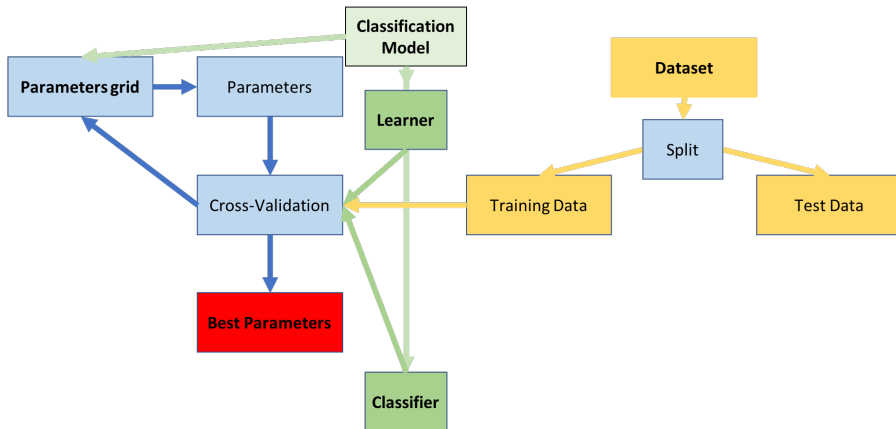 Classification
Model
Dataset
Parameters grid
Parameters
Learner
Split
Cross-Validation
Training Data
Test Data
Best Parameters
Classifier